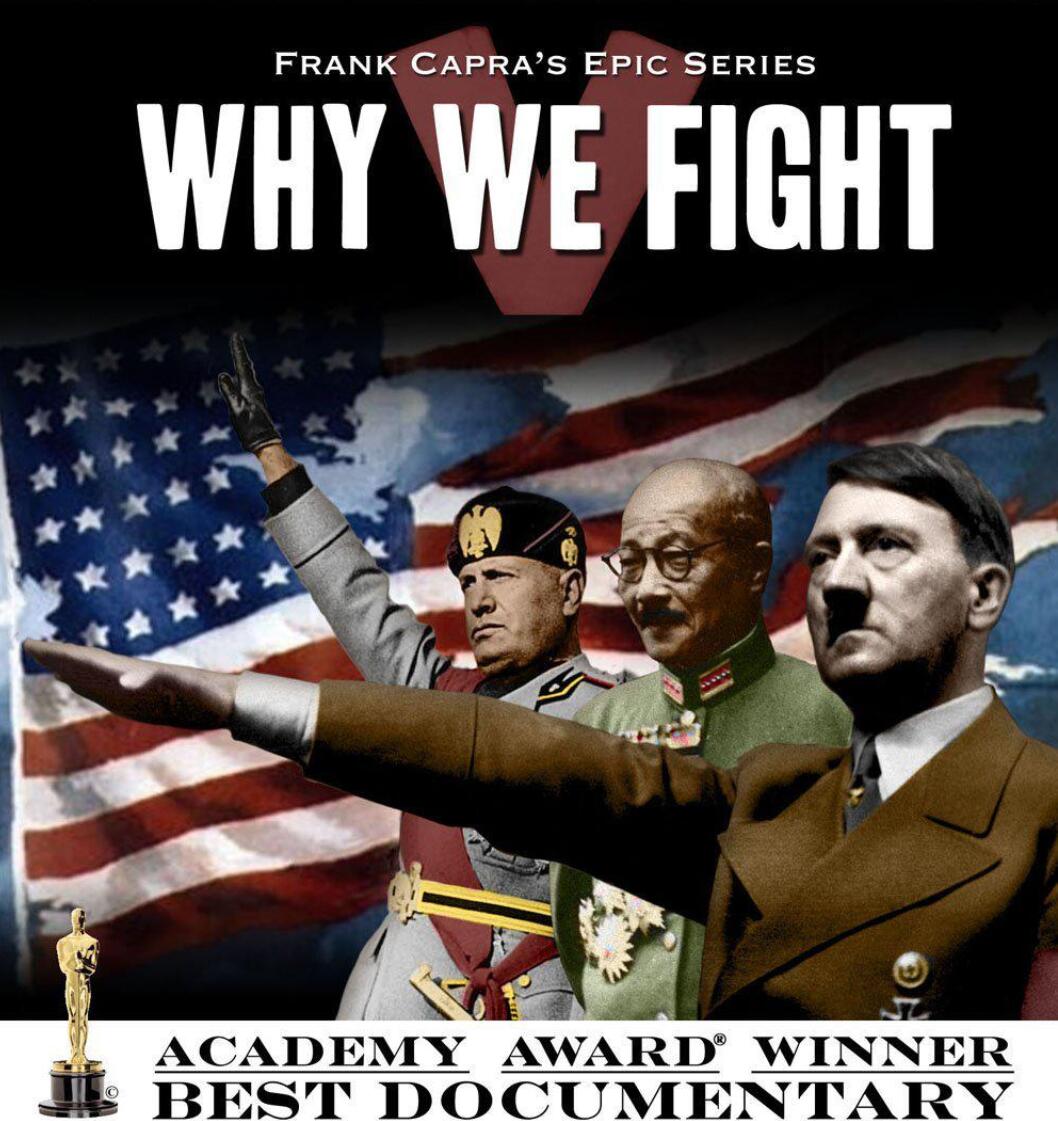 FRANK CAPRA'S EPIC SERIES
WHY WE FIGHT
ACADEMY AWARD® WINNER
©
BEST DOCUMENTARY